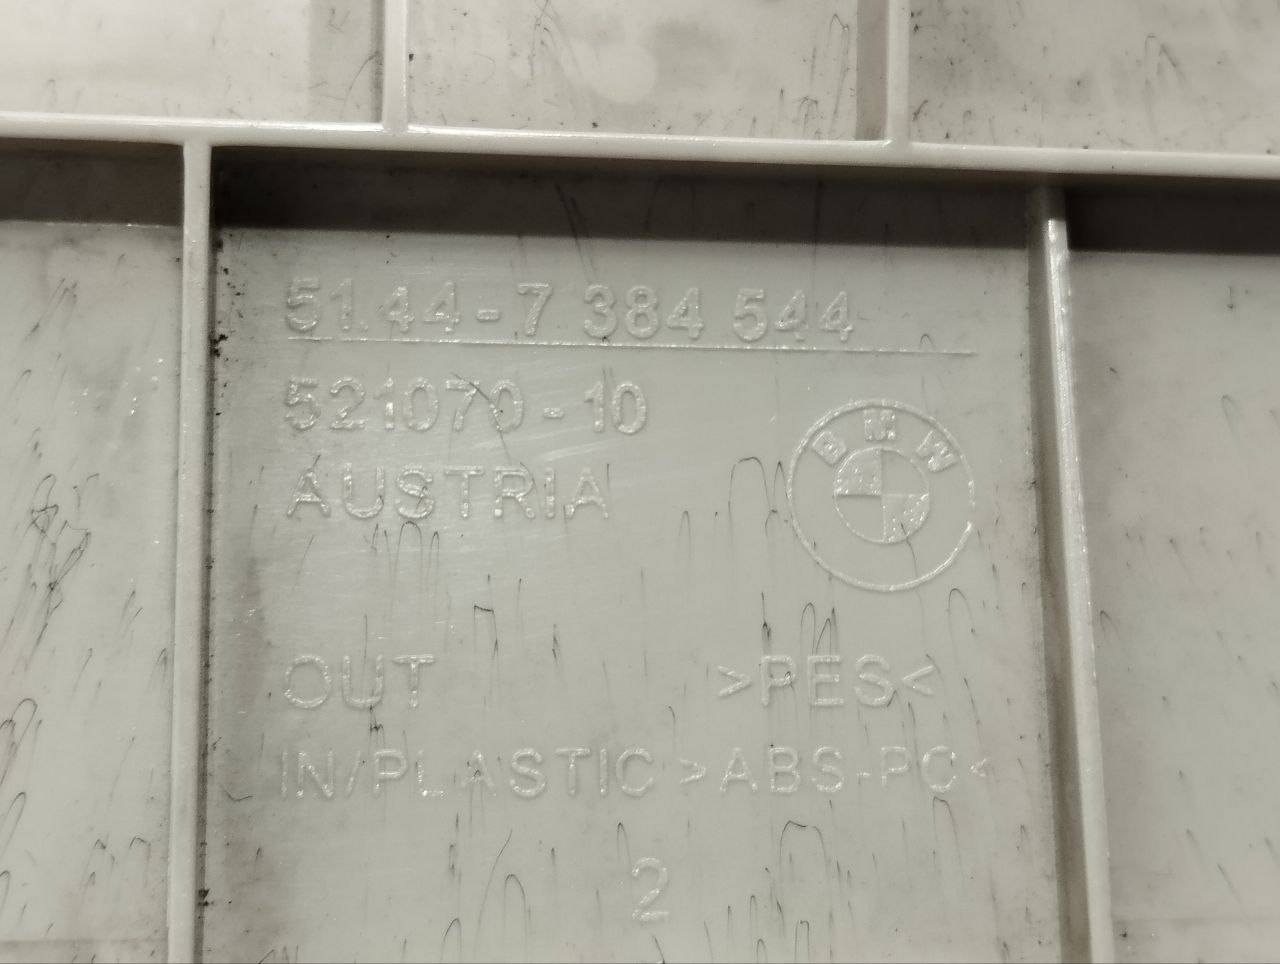 51.44-7 384 544
521070-10
AUSTRIA
BMW
OUT >PES<
IN/PLASTIC >ABS-PC<
2